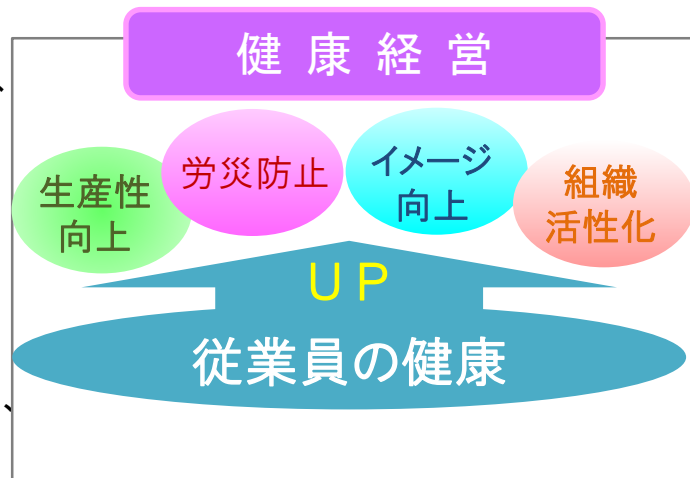 健康経営
生産性
向上
労災防止
イメージ
向上
組織
活性化
UP
従業員の健康